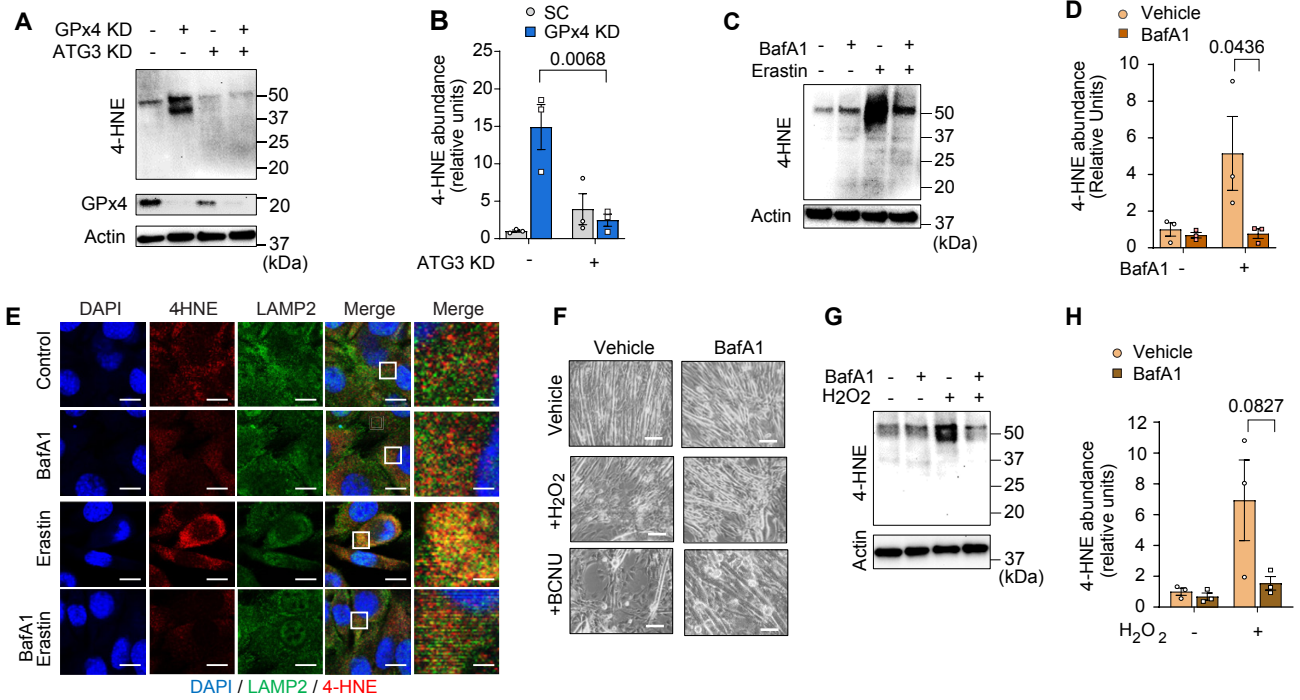 A
GPx4 KD - + - +
ATG3 KD - - + +
4-HNE
50
37
25
20
GPx4
20
Actin
37
(kDa)
B
SC
GPx4 KD
4-HNE abundance
(relative units)
25
20
15
10
5
0
0.0068
ATG3 KD - +
C
BafA1 - + - +
Erastin - - + +
4-HNE
50
37
25
20
Actin
37
(kDa)
D
Vehicle
BafA1
4-HNE abundance
(Relative Units)
10
8
6
4
2
0
0.0436
BafA1 - +
E
DAPI 4HNE LAMP2 Merge Merge
Control
BafA1
Erastin
BafA1
Erastin
DAPI / LAMP2 / 4-HNE
F
Vehicle BafA1
Vehicle
+H₂O₂
+BCNU
G
BafA1 - + - +
H2O2 - - + +
4-HNE
50
37
25
20
Actin
37
(kDa)
H
Vehicle
BafA1
4-HNE abundance
(relative units)
12
10
8
6
4
2
0
0.0827
H₂O₂ - +